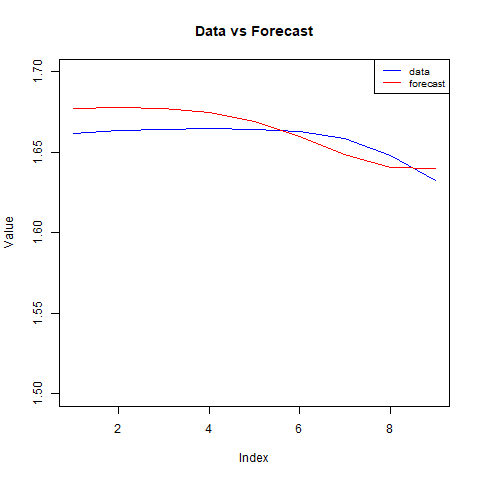 Data vs Forecast
data
forecast
1.70
1.65
1.60
1.55
1.50
Value
2 4 6 8
Index